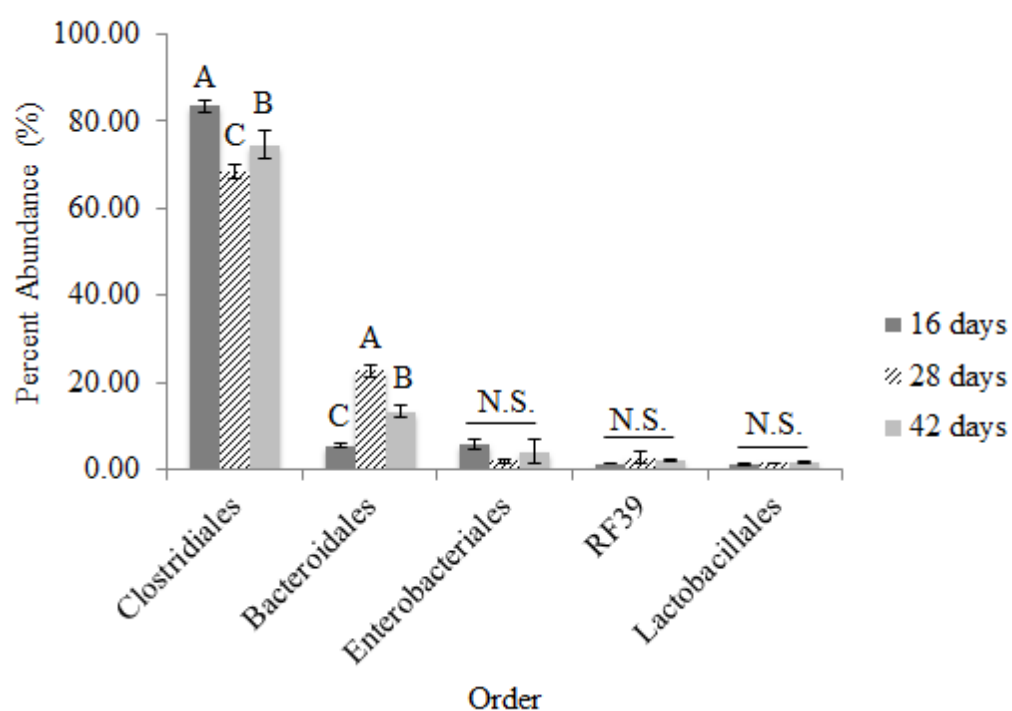 100.00
80.00
60.00
40.00
20.00
0.00
Percent Abundance (%)
A
C
B
C
A
B
N.S.
N.S.
N.S.
Clostridiales
Bacteroidales
Enterobacteriales
RF39
Lactobacillales
Order
16 days
28 days
42 days